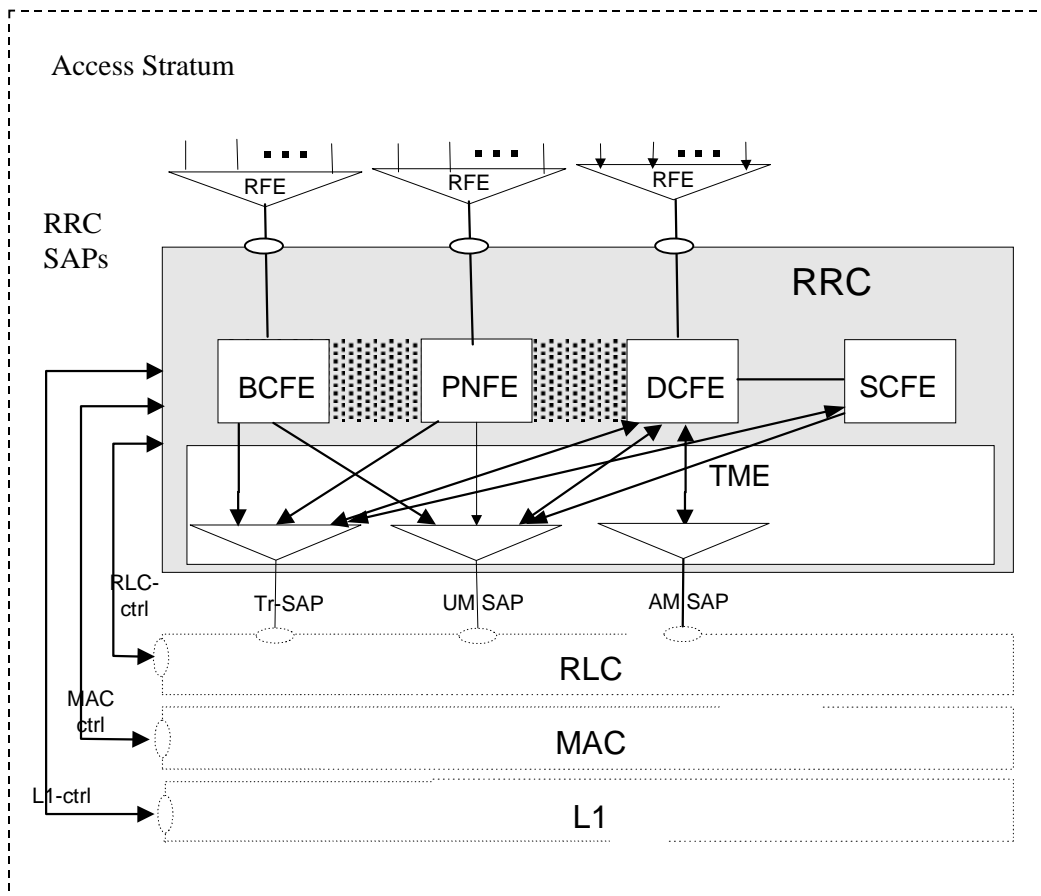 Access Stratum
RFE
RFE
RFE
RRC
SAPs
RRC
BCFE
PNFE
DCFE
SCFE
TME
RLC-
ctrl
Tr-SAP
UM SAP
AM SAP
RLC
MAC
ctrl
MAC
L1-ctrl
L1